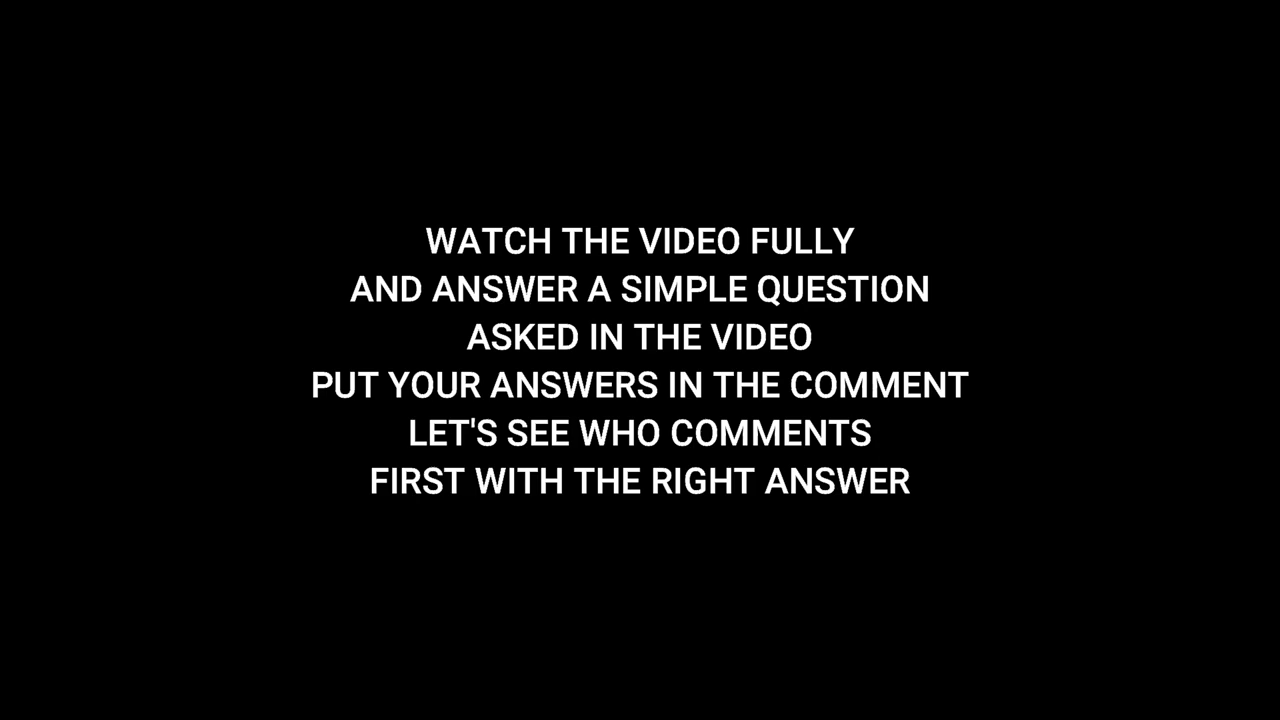 WATCH THE VIDEO FULLY
AND ANSWER A SIMPLE QUESTION
ASKED IN THE VIDEO
PUT YOUR ANSWERS IN THE COMMENT
LET'S SEE WHO COMMENTS
FIRST WITH THE RIGHT ANSWER